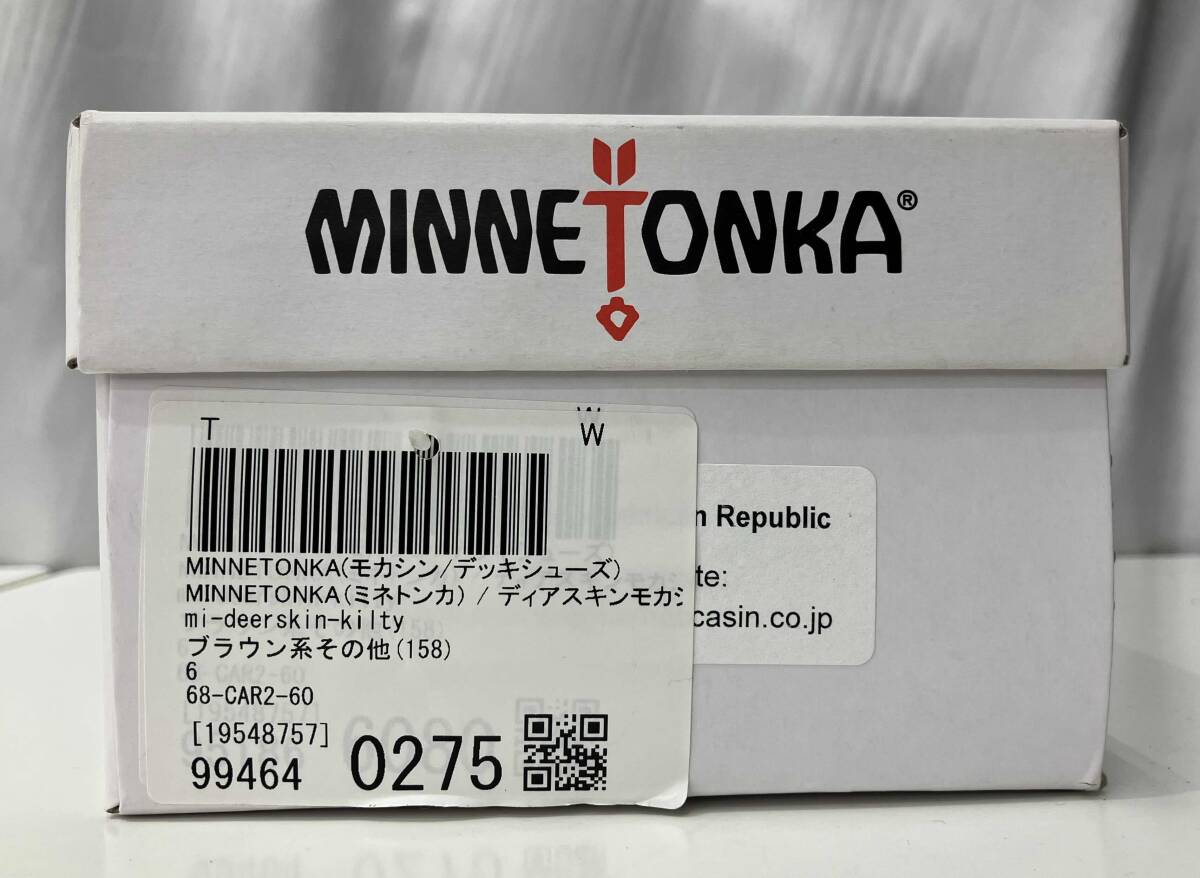 MINNETONKA®
T W
MINNETONKA(モカシン/デッキシューズ)
MINNETONKA(ミネトンカ) / ディアスキンモカシ
mi-deerskin-kilty
ブラウン系その他(158)
6
68-CAR2-60
[19548757]
99464 0275
n Republic
te:
casin.co.jp